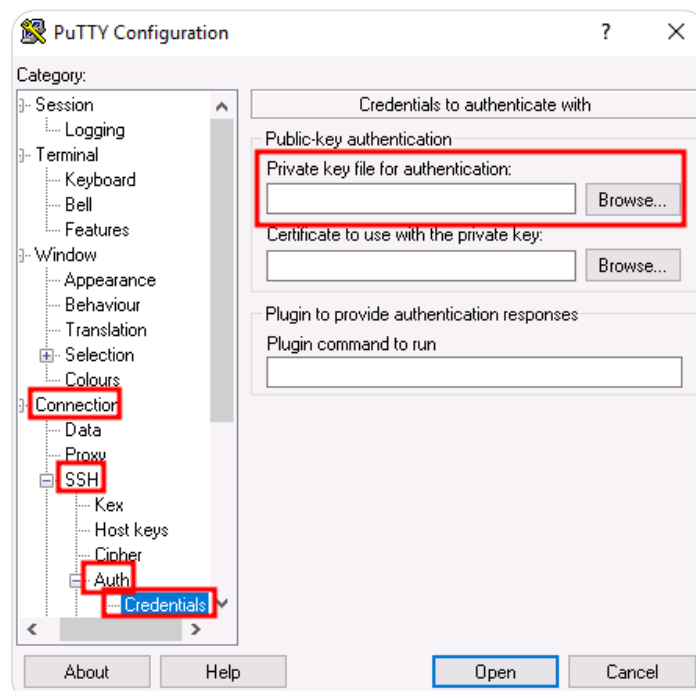 PuTTY Configuration
?
Category:
Session
Logging
Terminal
Keyboard
Bell
Features
Window
Appearance
Behaviour
Translation
Selection
Colours
Connection
Data
Proxy
SSH
Kex
Host keys
Cipher
Auth
Credentials
Credentials to authenticate with
Public-key authentication
Private key file for authentication:
Browse...
Certificate to use with the private key:
Browse...
Plugin to provide authentication responses
Plugin command to run
About
Help
Open
Cancel